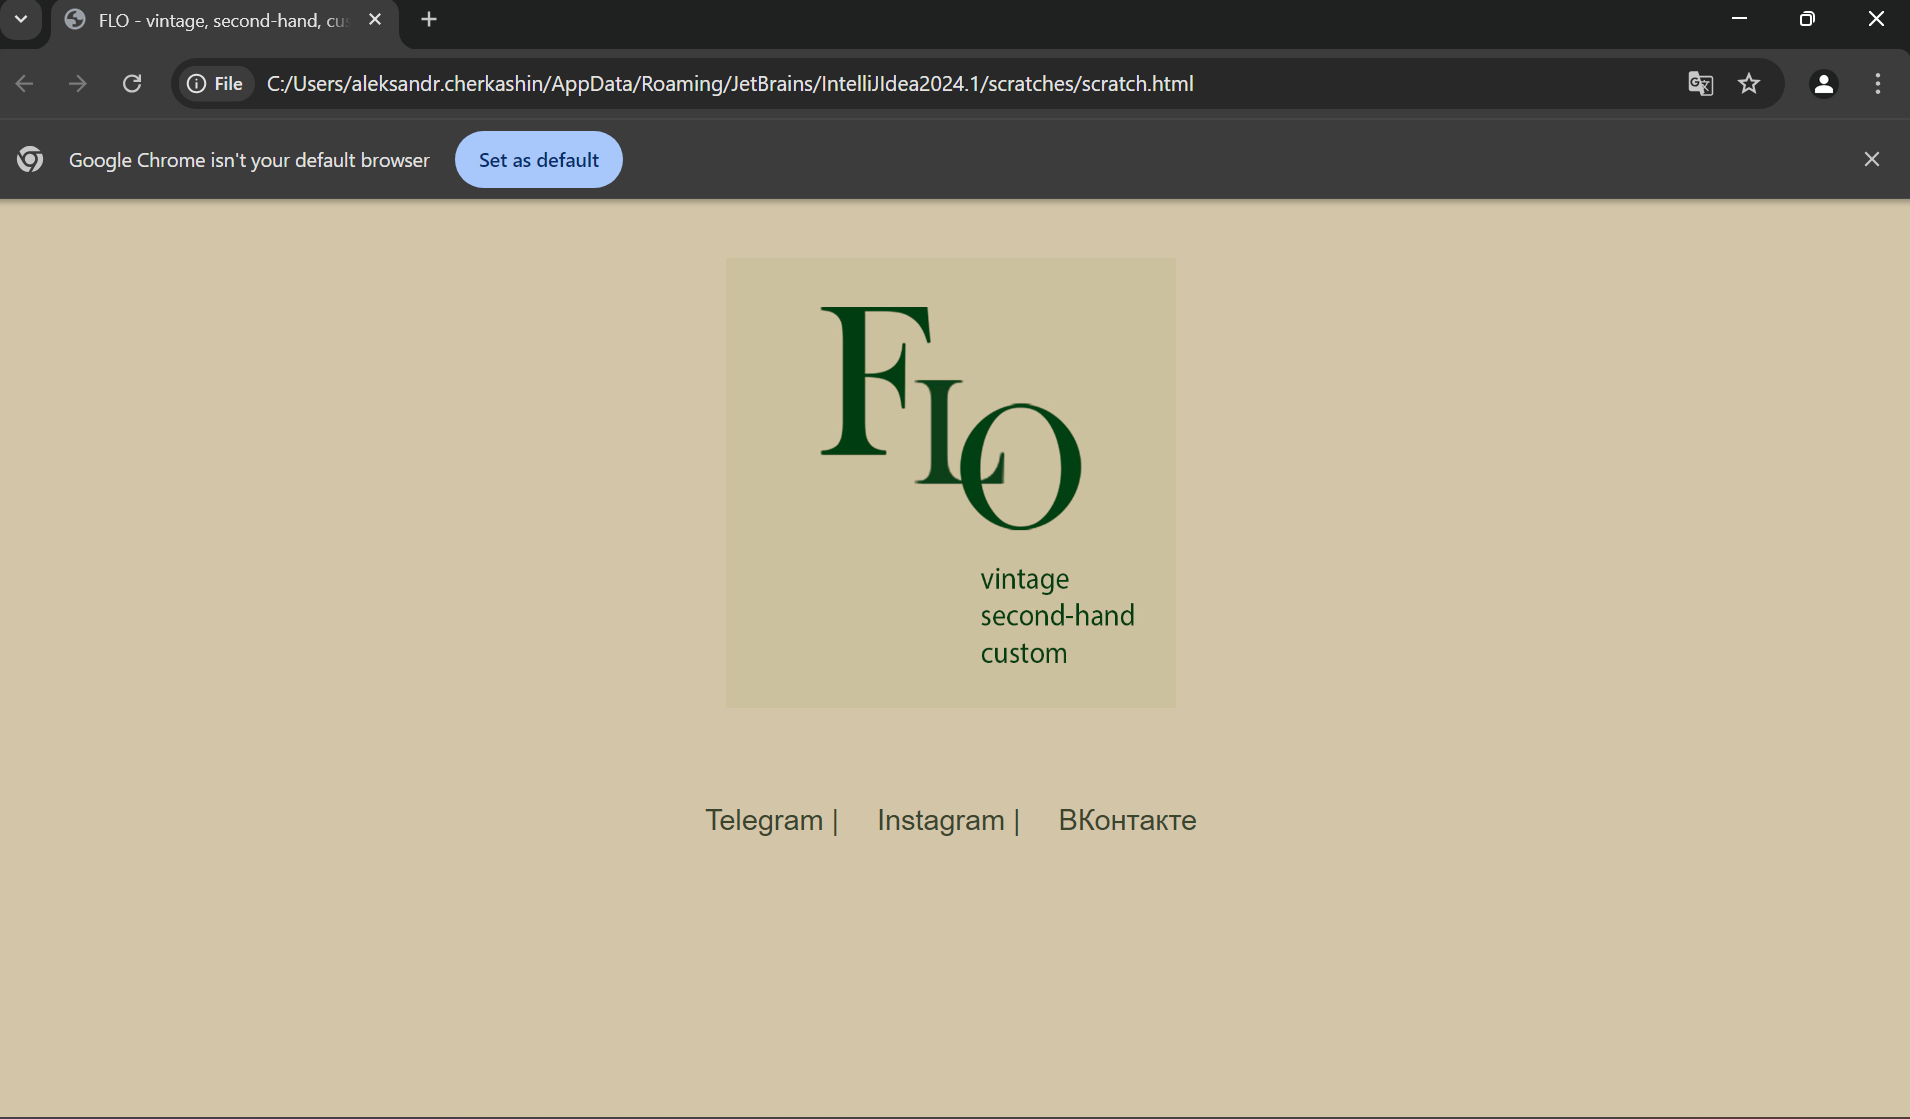 FLO - vintage, second-hand, cu
File
C:/Users/aleksandr.cherkashin/AppData/Roaming/JetBrains/IntelliJIdea2024.1/scratches/scratch.html
Google Chrome isn't your default browser
Set as default
FLO
vintage
second-hand
custom
Telegram | Instagram | ВКонтакте